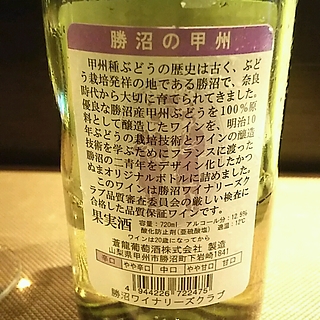 勝沼の甲州
甲州種ぶどうの歴史は古く、ぶど
う栽培発祥の地である勝沼で、奈良
時代から大切に育てられてきました。
優良な勝沼産甲州ぶどうを100％原
料として醸造したワインを、明治10
年ぶどうの栽培技術とワインの醸造
技術を学ぶためにフランスに渡った
勝沼の二青年をデザイン化したかつ
ぬまオリジナルボトルに詰めました。
このワインは勝沼ワイナリーズク
ラブ品質審査委員会の厳しい検査に
合格した品質保証ワインです。
果実酒 容量：720ml アルコール分：12.5%
酸化防止剤（亜硫酸塩） 適温：12℃
ワインは20歳になってから
蒼龍葡萄酒株式会社 製造
山梨県甲州市勝沼町下岩崎1841
辛口 やや辛口 中口 やや甘口 甘口
4 944226 722475
勝沼ワイナリーズクラブ